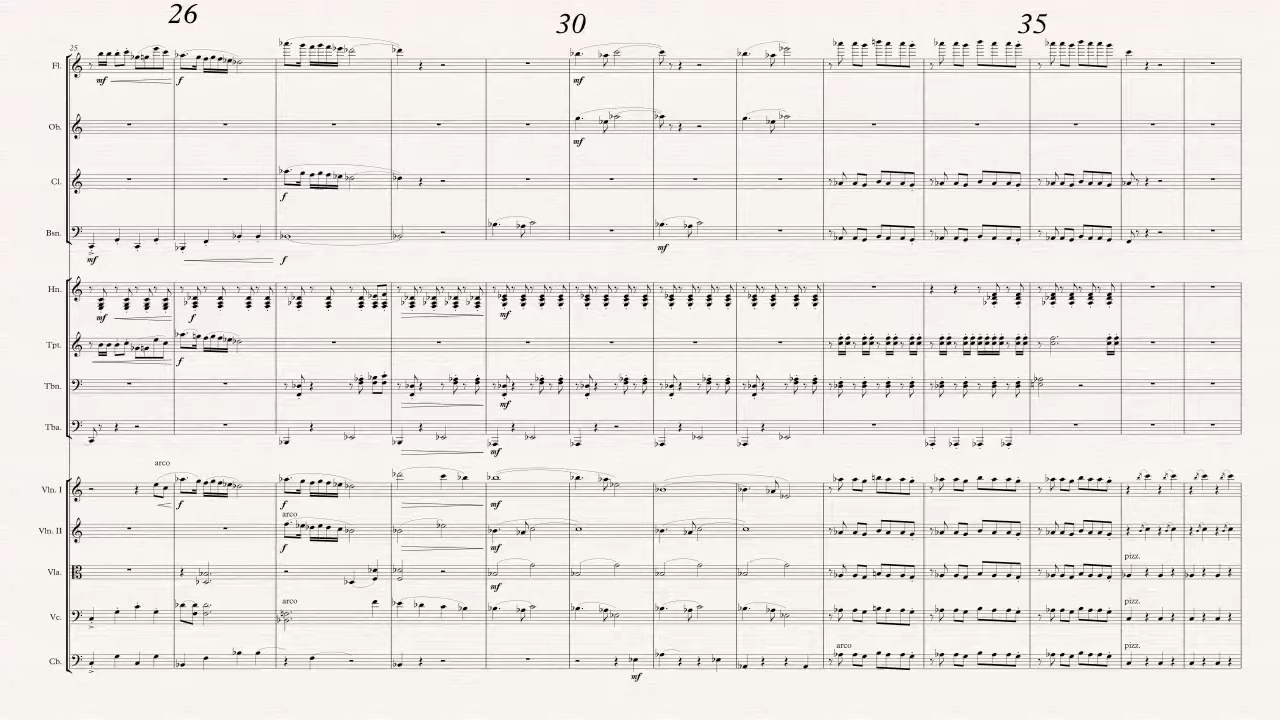 26 30 35
25
Fl.
mf f mf
Ob.
mf
Cl.
f
Bsn.
mf f mf
Hn.
mf f mf
Tpt.
f
Tbn.
mf
Tba.
mf
arco
Vln. I
f f mf
arco
Vln. II
f mf
pizz.
Vla.
mf
arco pizz.
Vc.
arco pizz.
Cb.
mf